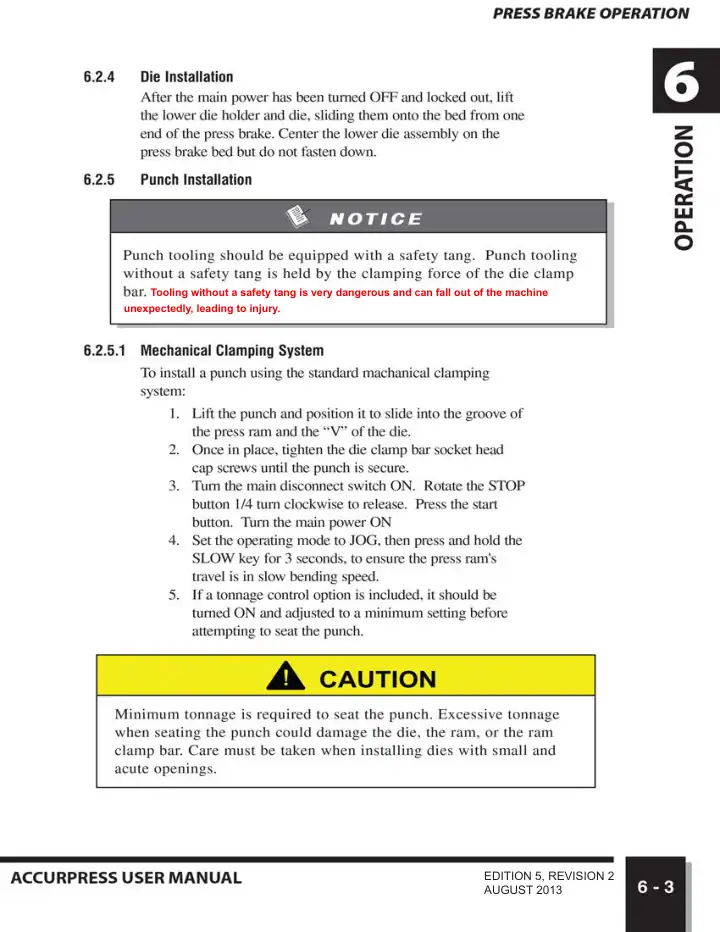 PRESS BRAKE OPERATION
6
OPERATION
6.2.4 Die Installation
After the main power has been turned OFF and locked out, lift
the lower die holder and die, sliding them onto the bed from one
end of the press brake. Center the lower die assembly on the
press brake bed but do not fasten down.
6.2.5 Punch Installation
NOTICE
Punch tooling should be equipped with a safety tang. Punch tooling
without a safety tang is held by the clamping force of the die clamp
bar. Tooling without a safety tang is very dangerous and can fall out of the machine
unexpectedly, leading to injury.
6.2.5.1 Mechanical Clamping System
To install a punch using the standard machanical clamping
system:
1. Lift the punch and position it to slide into the groove of
the press ram and the “V” of the die.
2. Once in place, tighten the die clamp bar socket head
cap screws until the punch is secure.
3. Turn the main disconnect switch ON. Rotate the STOP
button 1/4 turn clockwise to release. Press the start
button. Turn the main power ON
4. Set the operating mode to JOG, then press and hold the
SLOW key for 3 seconds, to ensure the press ram's
travel is in slow bending speed.
5. If a tonnage control option is included, it should be
turned ON and adjusted to a minimum setting before
attempting to seat the punch.
CAUTION
Minimum tonnage is required to seat the punch. Excessive tonnage
when seating the punch could damage the die, the ram, or the ram
clamp bar. Care must be taken when installing dies with small and
acute openings.
ACCURPRESS USER MANUAL
EDITION 5, REVISION 2
AUGUST 2013
6 - 3